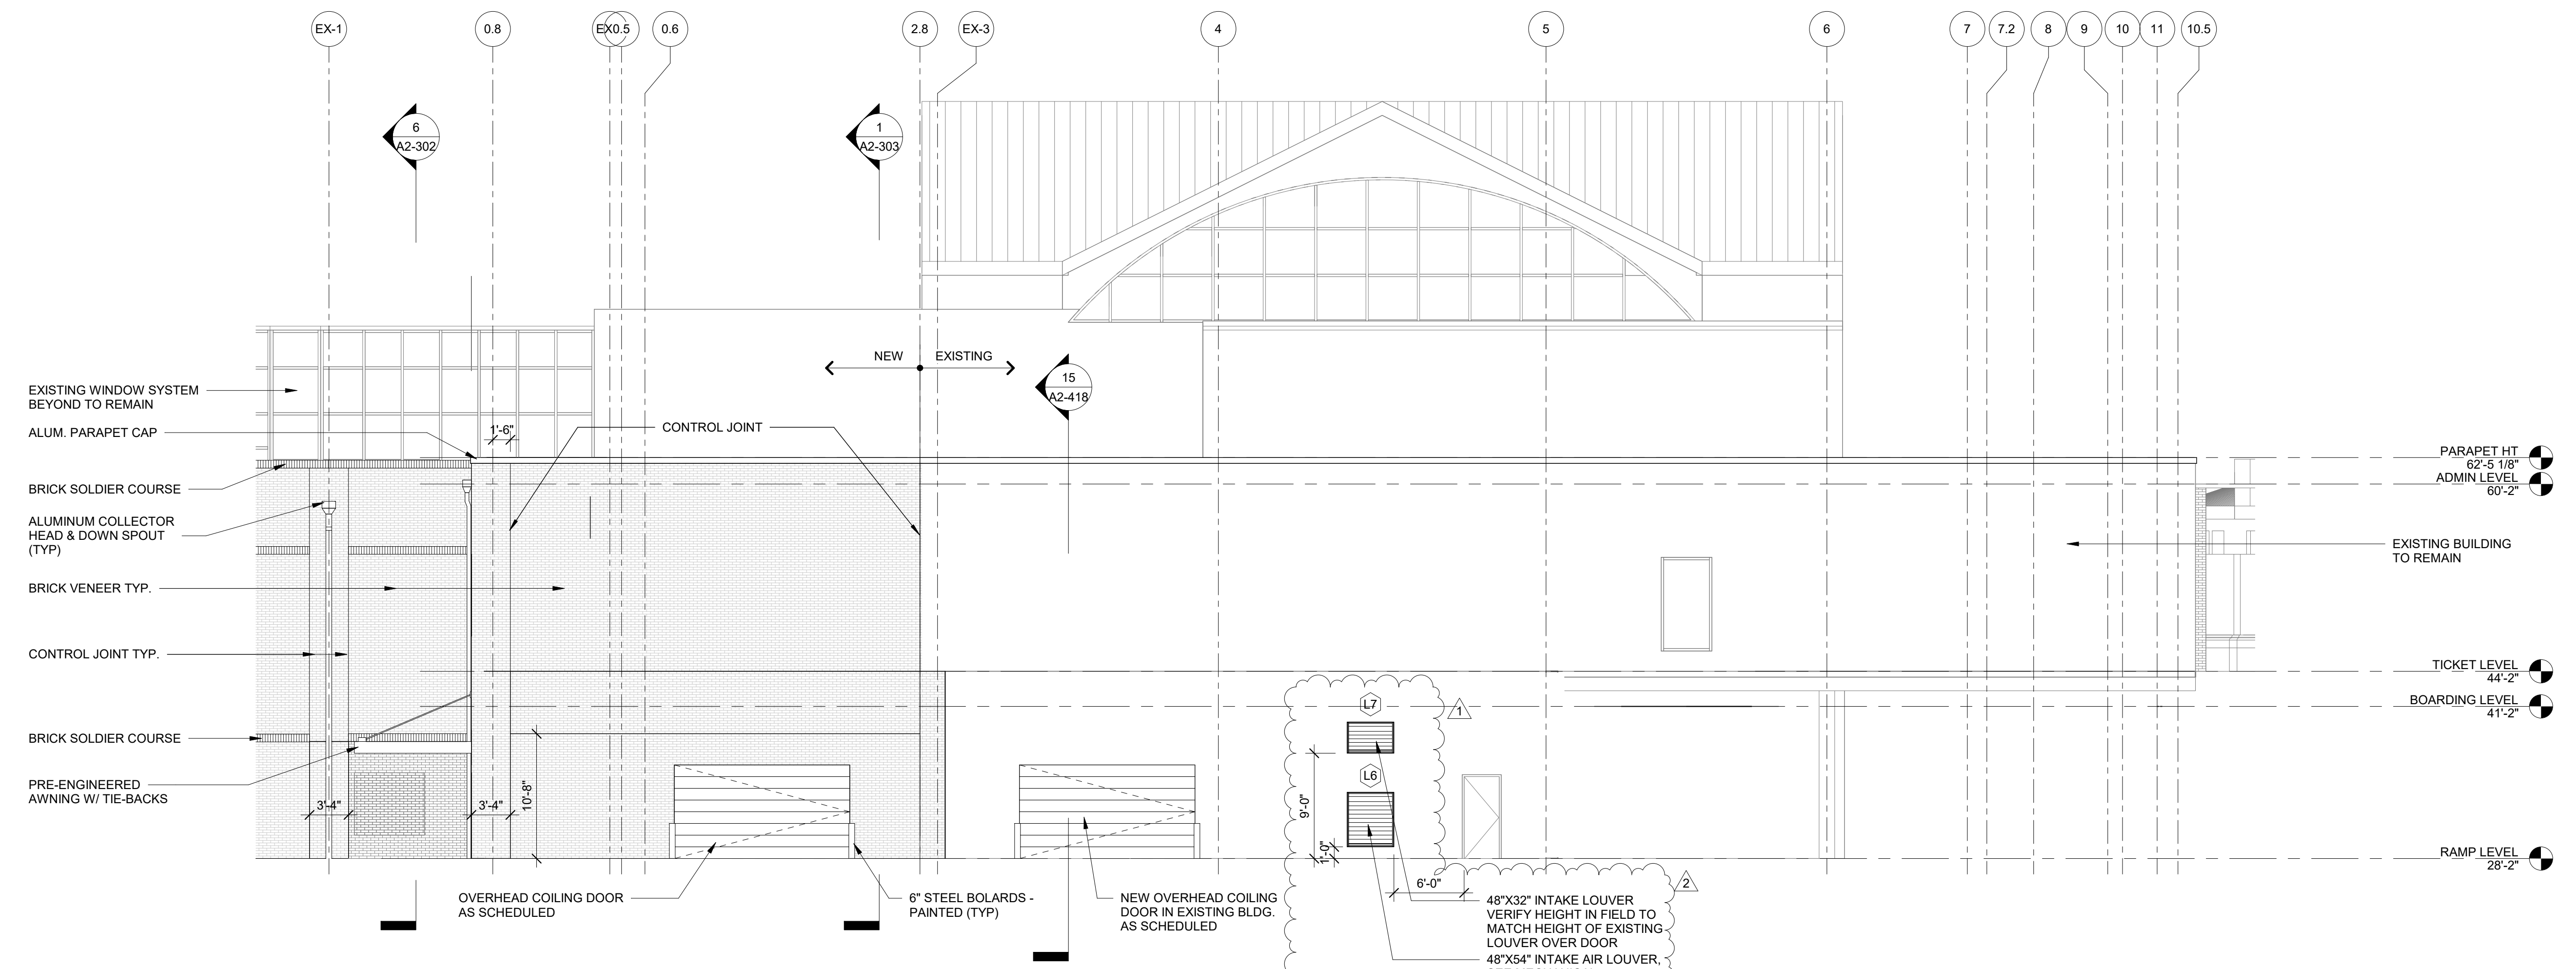 EX-1
0.8
EX0.5
0.6
2.8
EX-3
4
5
6
7
7.2
8
9
10
11
10.5
6
A2-302
1
A2-303
NEW
EXISTING
15
A2-418
EXISTING WINDOW SYSTEM
BEYOND TO REMAIN
ALUM. PARAPET CAP
1'-6"
CONTROL JOINT
BRICK SOLDIER COURSE
ALUMINUM COLLECTOR
HEAD & DOWN SPOUT
(TYP)
BRICK VENEER TYP.
CONTROL JOINT TYP.
BRICK SOLDIER COURSE
PRE-ENGINEERED
AWNING W/ TIE-BACKS
3'-4"
3'-4"
10'-8"
PARAPET HT
62'-5 1/8"
ADMIN LEVEL
60'-2"
EXISTING BUILDING
TO REMAIN
TICKET LEVEL
44'-2"
BOARDING LEVEL
41'-2"
RAMP LEVEL
28'-2"
L7
1
L6
9'-0"
1'-0"
6'-0"
2
OVERHEAD COILING DOOR
AS SCHEDULED
6" STEEL BOLARDS -
PAINTED (TYP)
NEW OVERHEAD COILING
DOOR IN EXISTING BLDG.
AS SCHEDULED
48"X32" INTAKE LOUVER
VERIFY HEIGHT IN FIELD TO
MATCH HEIGHT OF EXISTING
LOUVER OVER DOOR
48"X54" INTAKE AIR LOUVER,